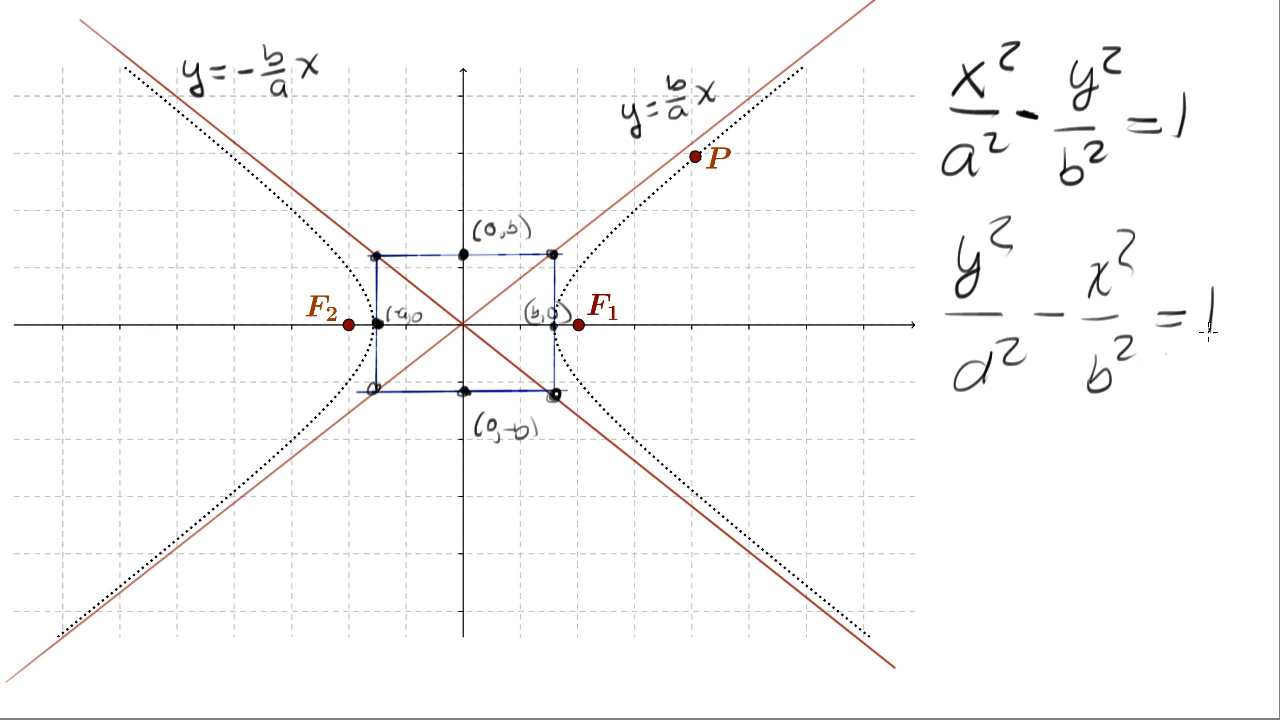 y = -b/a x
y = b/a x
P
(0,b)
F₂
(-a,0
(b,0)
F₁
(0,-b)
x²/a² - y²/b² = 1
y²/a² - x²/b² = 1